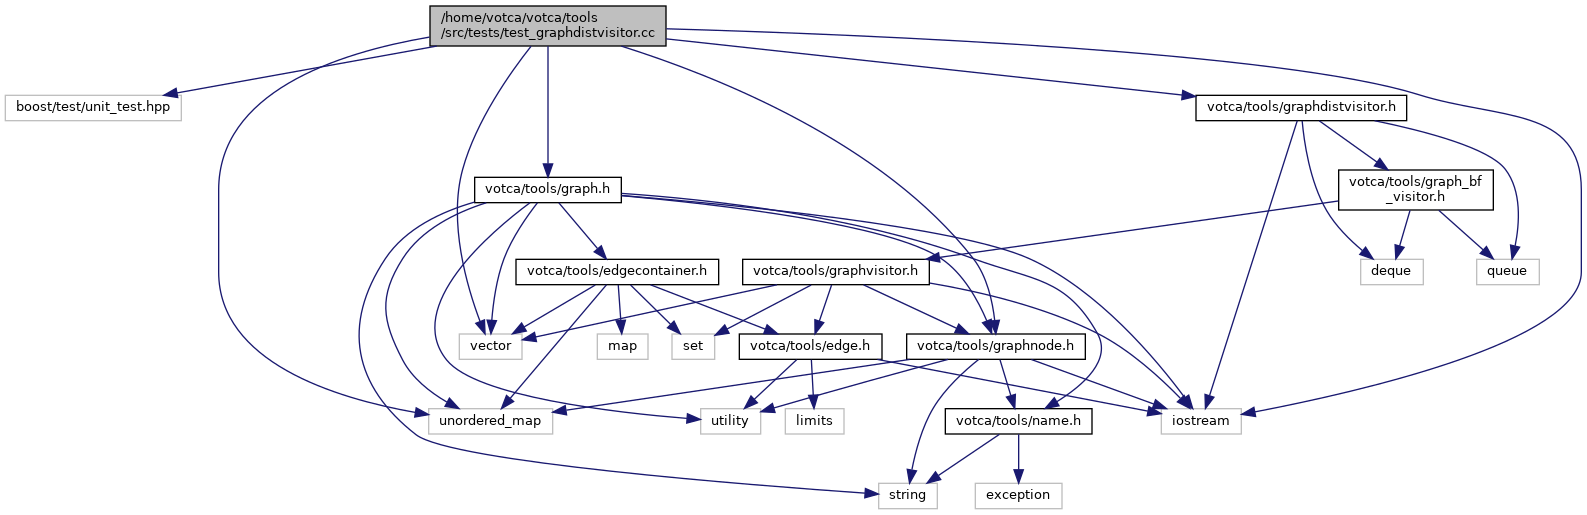 /home/votca/votca/tools
/src/tests/test_graphdistvisitor.cc
boost/test/unit_test.hpp
votca/tools/graphdistvisitor.h
votca/tools/graph.h
votca/tools/graph_bf
_visitor.h
votca/tools/edgecontainer.h
votca/tools/graphvisitor.h
deque
queue
vector
map
set
votca/tools/edge.h
votca/tools/graphnode.h
unordered_map
utility
limits
votca/tools/name.h
iostream
string
exception